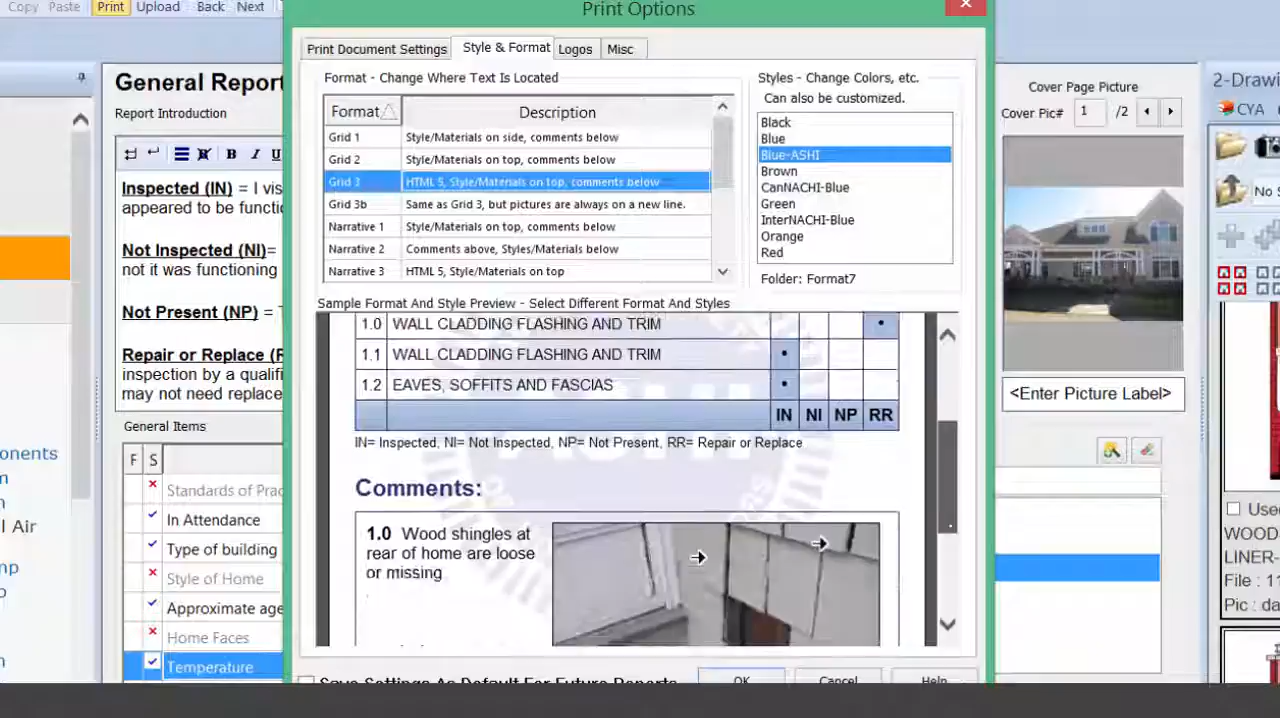 Copy Paste Print Upload Back Next
Print Options
General Report
Report Introduction
B I U
Inspected (IN) = I vis
appeared to be functi
Not Inspected (NI)=
not it was functioning
Not Present (NP) =
Repair or Replace (R
inspection by a qualifi
may not need replace
General Items
F S
Standards of Prac
In Attendance
Type of building
Style of Home
Approximate age
Home Faces
Temperature
onents
l Air
Print Document Settings Style & Format Logos Misc
Format - Change Where Text Is Located
Format Description
Grid 1 Style/Materials on side, comments below
Grid 2 Style/Materials on top, comments below
Grid 3 HTML 5, Style/Materials on top, comments below
Grid 3b Same as Grid 3, but pictures are always on a new line.
Narrative 1 Style/Materials on top, comments below
Narrative 2 Comments above, Styles/Materials below
Narrative 3 HTML 5, Style/Materials on top
Styles - Change Colors, etc.
Can also be customized.
Black
Blue
Blue-ASHI
Brown
CanNACHI-Blue
Green
InterNACHI-Blue
Orange
Red
Folder: Format7
Sample Format And Style Preview - Select Different Format And Styles
1.0 WALL CLADDING FLASHING AND TRIM
1.1 WALL CLADDING FLASHING AND TRIM
1.2 EAVES, SOFFITS AND FASCIAS
IN NI NP RR
IN= Inspected, NI= Not Inspected, NP= Not Present, RR= Repair or Replace
Comments:
1.0 Wood shingles at
rear of home are loose
or missing
Save Settings As Default For Future Reports
OK Cancel Help
Cover Page Picture
Cover Pic# 1 /2
<Enter Picture Label>
2-Drawi
CYA
No S
Use
WOOD
LINER-
File : 11
Pic : da